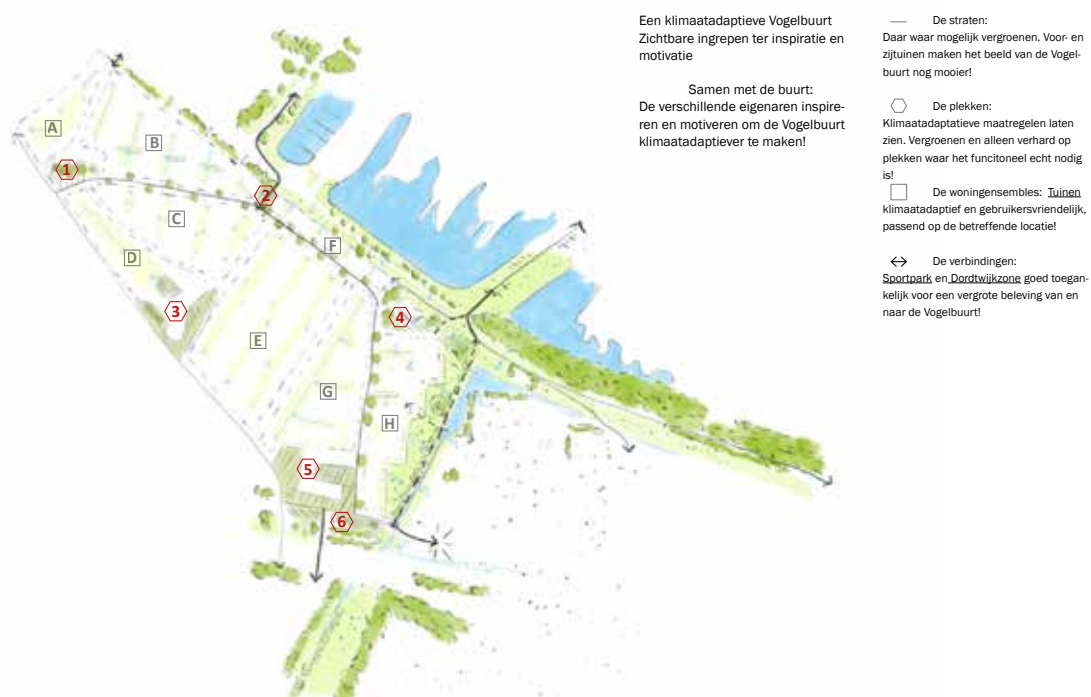 Een klimaatadaptieve Vogelbuurt
Zichtbare ingrepen ter inspiratie en
motivatie
Samen met de buurt:
De verschillende eigenaren inspire-
ren en motiveren om de Vogelbuurt
klimaatadaptiever te maken!
De straten:
Daar waar mogelijk vergroenen. Voor- en
zijtuinen maken het beeld van de Vogel-
buurt nog mooier!
De plekken:
Klimaatadaptatieve maatregelen laten
zien. Vergroenen en alleen verhard op
plekken waar het funcitoneel echt nodig
is!
De woningensembles: Tuinen
klimaatadaptief en gebruikersvriendelijk,
passend op de betreffende locatie!
De verbindingen:
Sportpark en Dordtwijkzone goed toegan-
kelijk voor een vergrote beleving van en
naar de Vogelbuurt!
A
B
1
2
C
F
D
3
4
E
G
H
5
6